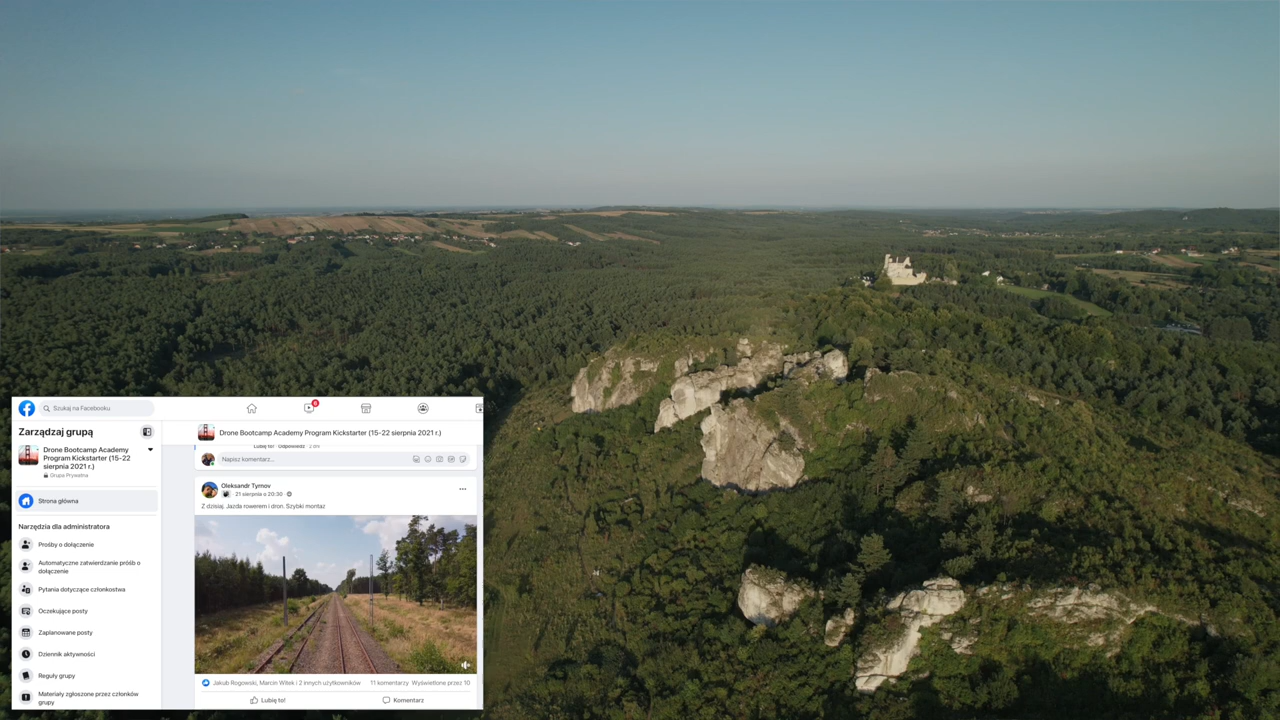 Szukaj na Facebooku
6
Zarządzaj grupą
Drone Bootcamp Academy
Program Kickstarter (15-22
sierpnia 2021 r.)
Grupa Prywatna
Strona główna
Narzędzia dla administratora
Prośby o dołączenie
Automatyczne zatwierdzanie próśb o
dołączenie
Pytania dotyczące członkostwa
Oczekujące posty
Zaplanowane posty
Dziennik aktywności
Reguły grupy
Materiały zgłoszone przez członków
grupy
Drone Bootcamp Academy Program Kickstarter (15-22 sierpnia 2021 r.)
Lubię to! · Odpowiedz · 2 dni
Napisz komentarz...
Oleksandr Tyrnov
· 21 sierpnia o 20:30 ·
Z dzisiaj. Jazda rowerem i dron. Szybki montaż
Jakub Rogowski, Marcin Witek i 2 innych użytkowników 11 komentarzy Wyświetlone przez 10
Lubię to! Komentarz